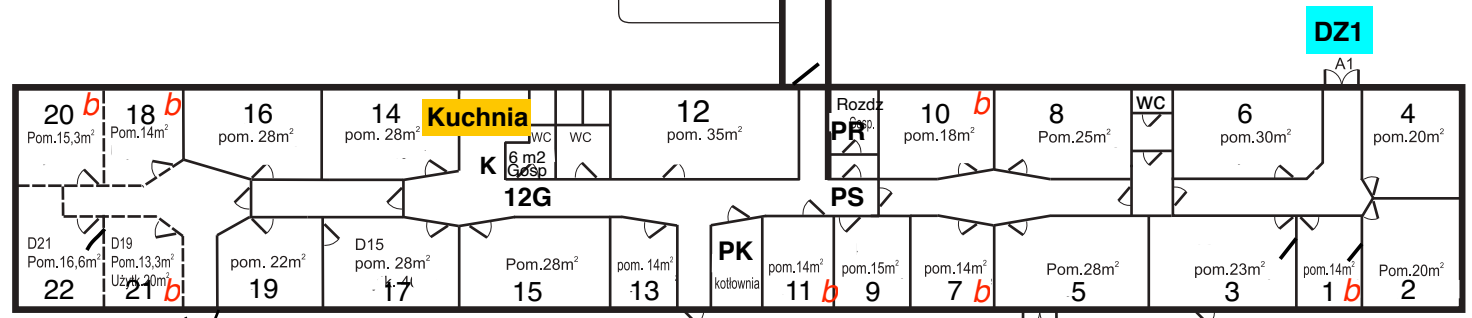 DZ1
A1
20 b
Pom.15,3m²
18 b
Pom.14m²
16
pom. 28m²
14
pom. 28m²
Kuchnia
WC
WC
K
6 m2
Gosp
12G
12
pom. 35m²
Rozdz
Gosp.
PR
PS
10 b
pom.18m²
8
Pom.25m²
WC
6
pom.30m²
4
pom.20m²
D21
Pom.16,6m²
22
D19
Pom.13,3m²
Użytk.20m²
21 b
pom. 22m²
19
D15
pom. 28m²
17
Pom.28m²
15
pom. 14m²
13
PK
kotłownia
pom.14m²
11 b
pom.15m²
9
pom.14m²
7 b
Pom.28m²
5
pom.23m²
3
pom.14m²
1 b
Pom.20m²
2